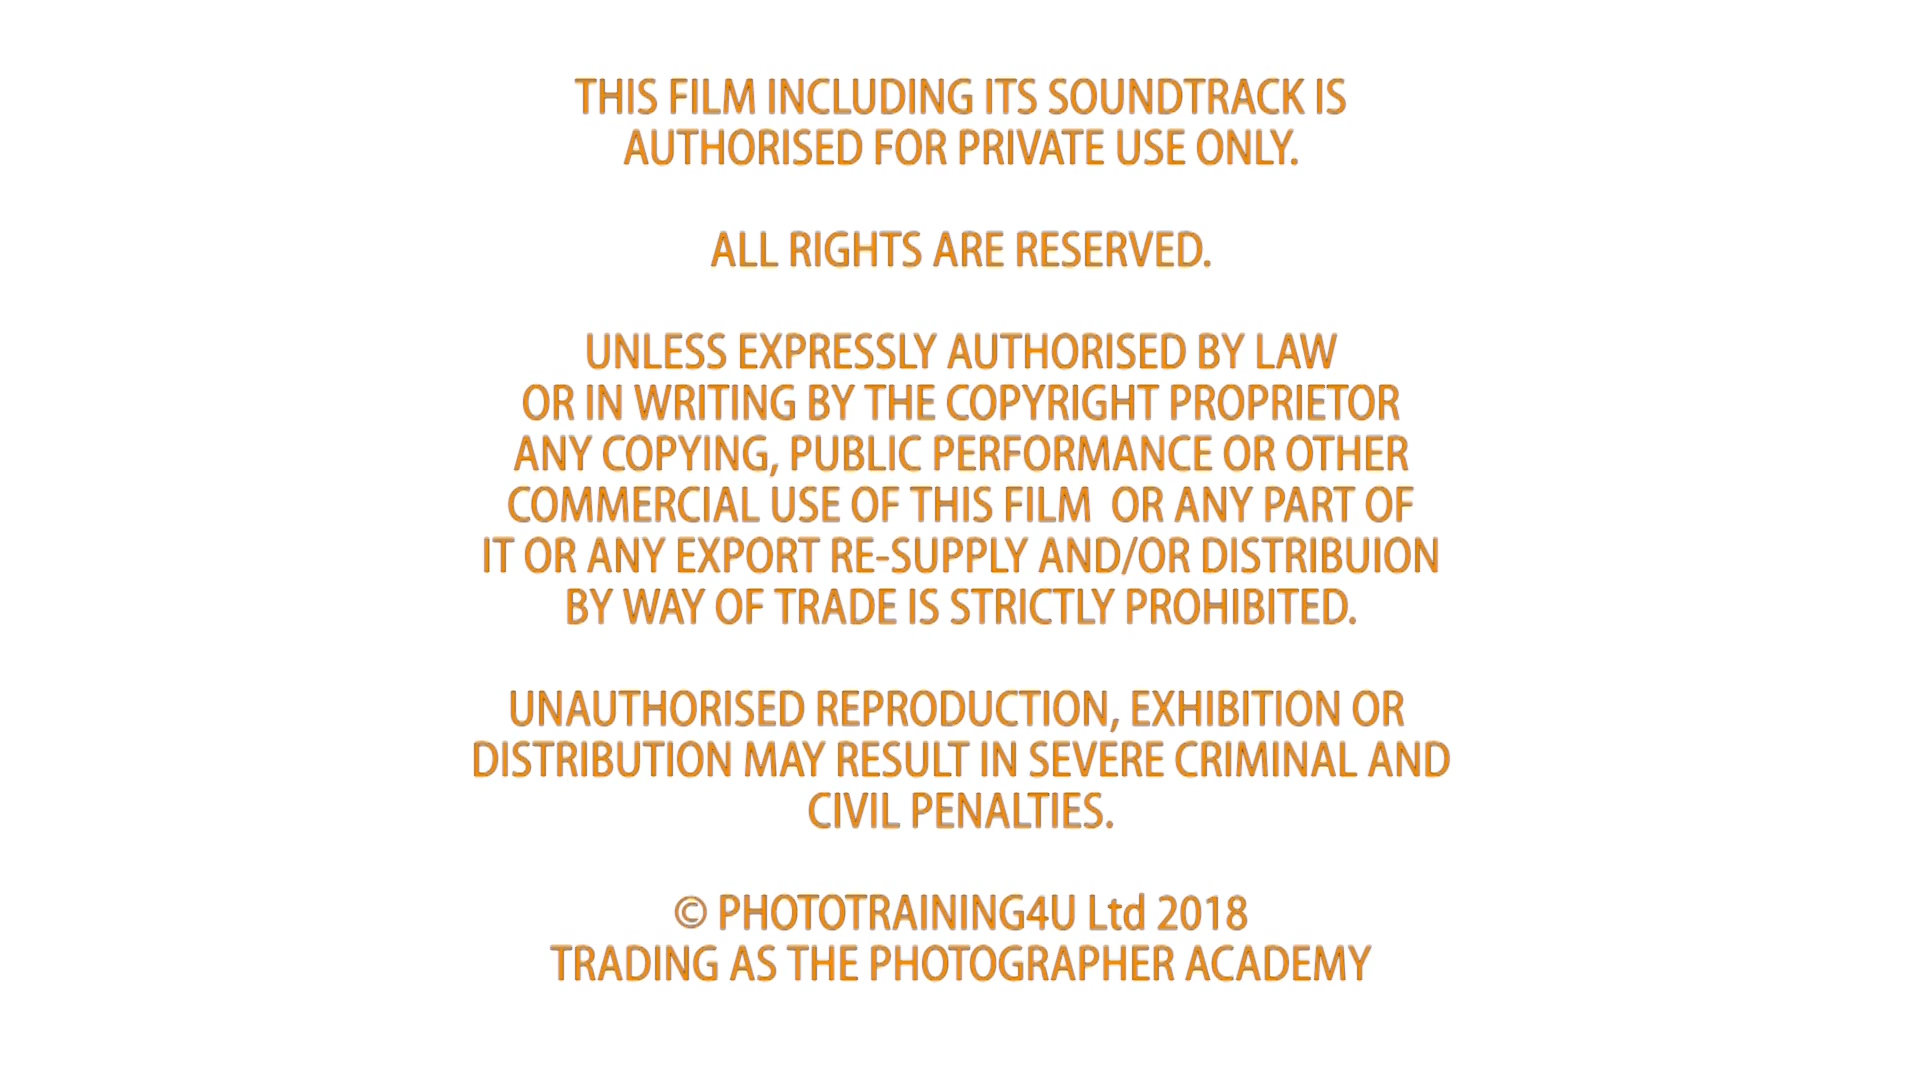 THIS FILM INCLUDING ITS SOUNDTRACK IS
AUTHORISED FOR PRIVATE USE ONLY.
ALL RIGHTS ARE RESERVED.
UNLESS EXPRESSLY AUTHORISED BY LAW
OR IN WRITING BY THE COPYRIGHT PROPRIETOR
ANY COPYING, PUBLIC PERFORMANCE OR OTHER
COMMERCIAL USE OF THIS FILM  OR ANY PART OF
IT OR ANY EXPORT RE-SUPPLY AND/OR DISTRIBUION
BY WAY OF TRADE IS STRICTLY PROHIBITED.
UNAUTHORISED REPRODUCTION, EXHIBITION OR
DISTRIBUTION MAY RESULT IN SEVERE CRIMINAL AND
CIVIL PENALTIES.
© PHOTOTRAINING4U Ltd 2018
TRADING AS THE PHOTOGRAPHER ACADEMY